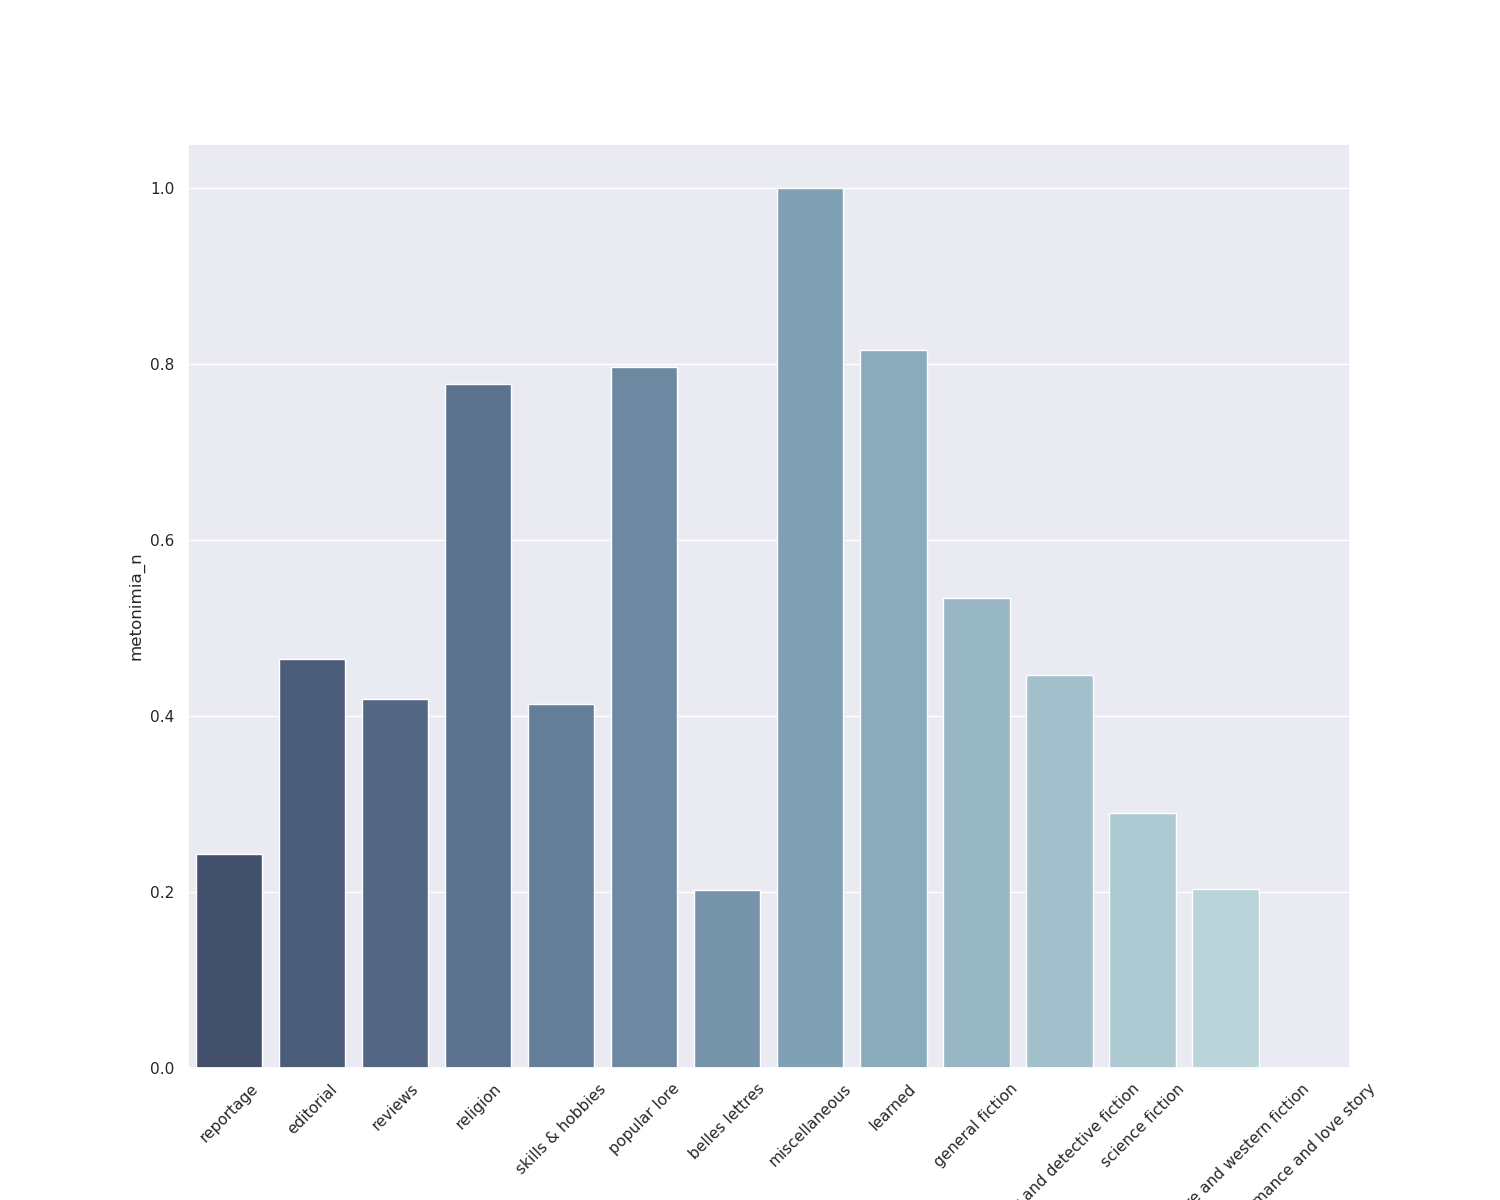 1.0
0.8
0.6
0.4
0.2
0.0
metonimia_n
reportage
editorial
reviews
religion
skills & hobbies
popular lore
belles lettres
miscellaneous
learned
general fiction
and detective fiction
science fiction
and western fiction
and love story